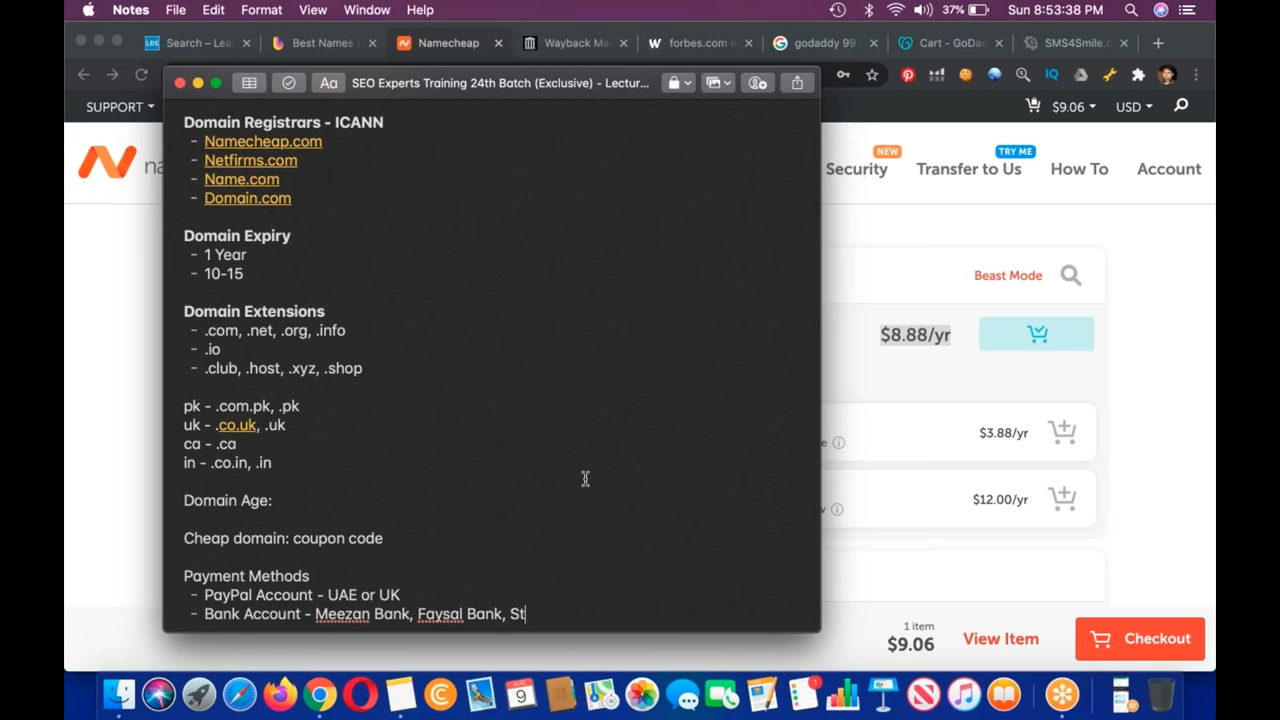 Notes File Edit Format View Window Help 37% Sun 8:53:38 PM
Search – Lea Best Names Namecheap Wayback Ma forbes.com w godaddy 99 Cart - GoDad SMS4Smile.c
SUPPORT $9.06 USD
SEO Experts Training 24th Batch (Exclusive) - Lectur...
Security NEW Transfer to Us TRY ME How To Account
Domain Registrars - ICANN
- Namecheap.com
- Netfirms.com
- Name.com
- Domain.com
Domain Expiry
- 1 Year
- 10-15
Domain Extensions
- .com, .net, .org, .info
- .io
- .club, .host, .xyz, .shop
pk - .com.pk, .pk
uk - .co.uk, .uk
ca - .ca
in - .co.in, .in
Domain Age:
Cheap domain: coupon code
Payment Methods
- PayPal Account - UAE or UK
- Bank Account - Meezan Bank, Faysal Bank, St
Beast Mode
$8.88/yr
$3.88/yr
$12.00/yr
1 item
$9.06
View Item
Checkout